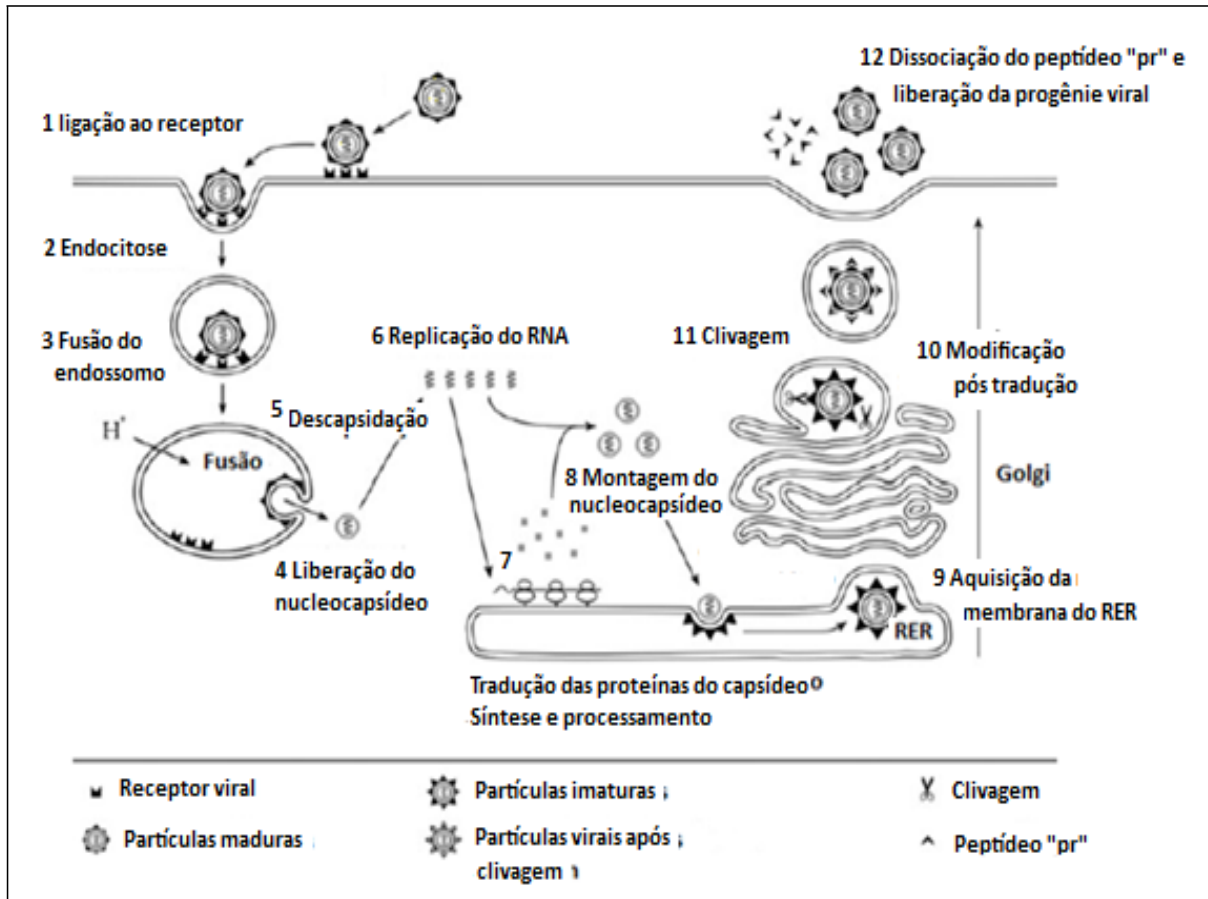 12 Dissociação do peptídeo "pr" e
liberação da progênie viral
1 ligação ao receptor
2 Endocitose
3 Fusão do
endossomo
H+
Fusão
5 Descapsidação
4 Liberação do
nucleocapsídeo
6 Replicação do RNA
7
8 Montagem do
nucleocapsídeo
11 Clivagem
10 Modificação
pós tradução
Golgi
9 Aquisição da
membrana do RER
RER
Tradução das proteínas do capsídeo
Síntese e processamento
Receptor viral
Partículas maduras
Partículas imaturas
Partículas virais após
clivagem
Clivagem
Peptídeo "pr"